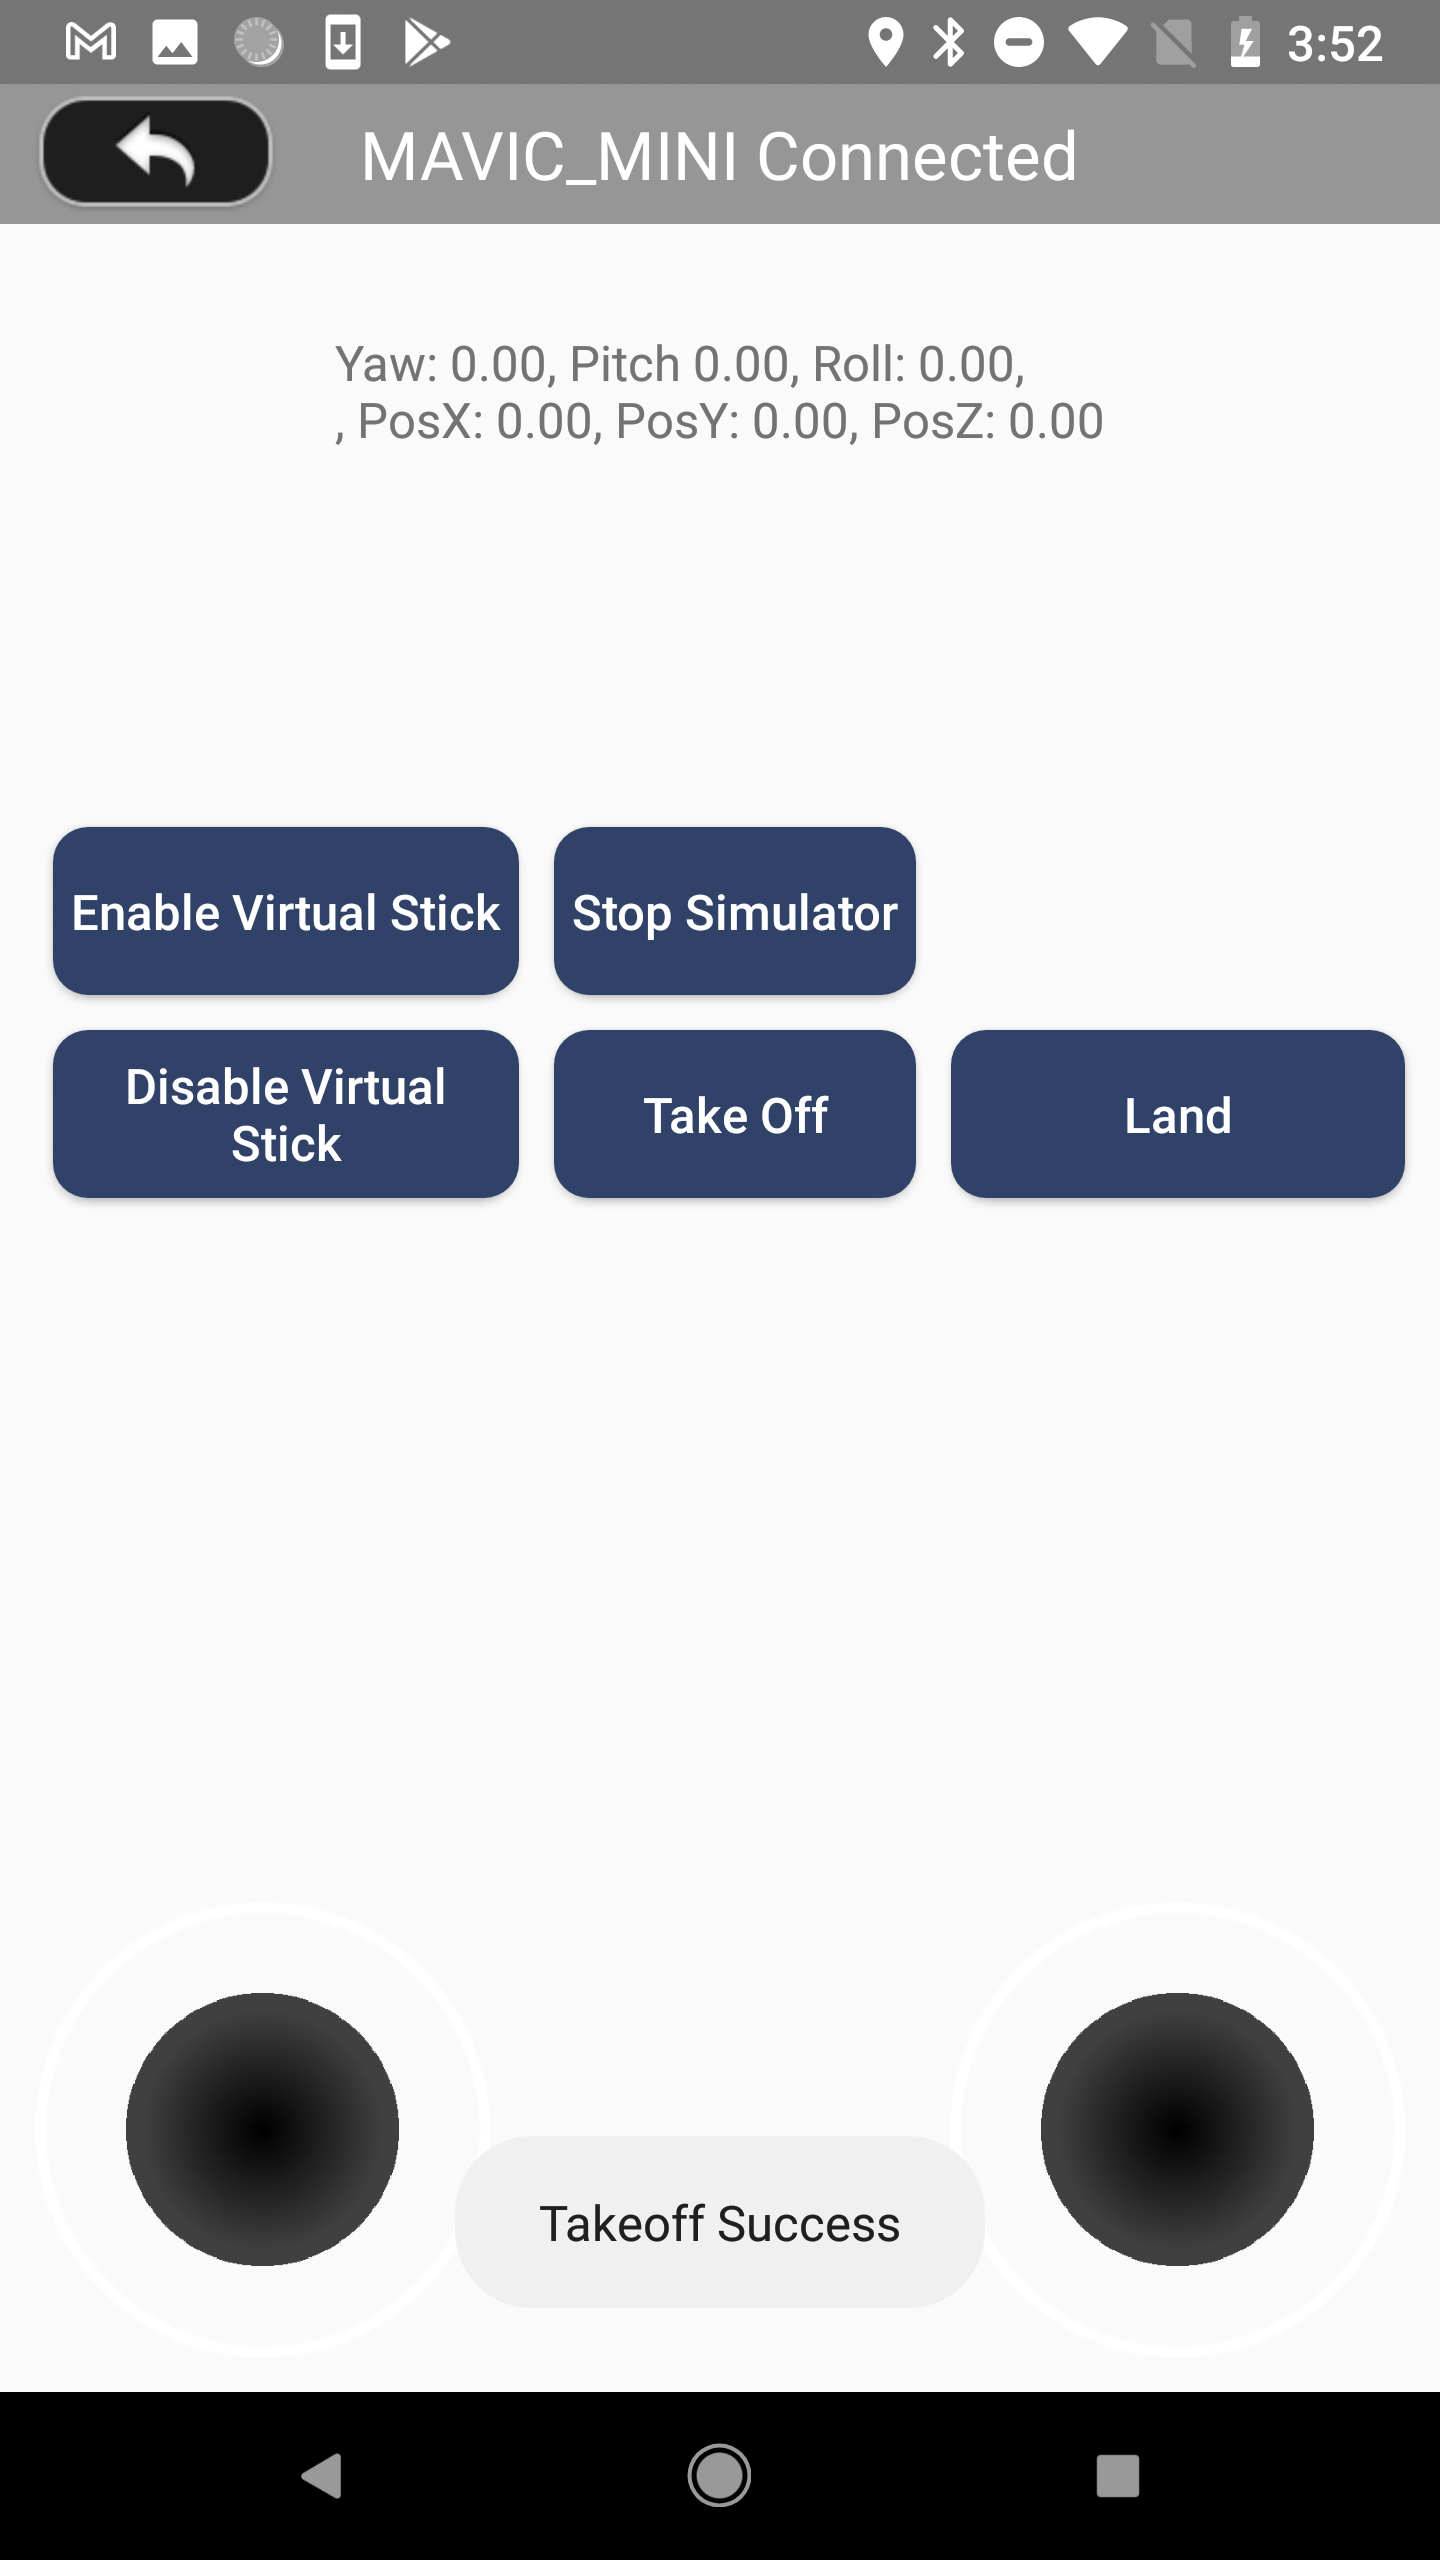 3:52
MAVIC_MINI Connected
Yaw: 0.00, Pitch 0.00, Roll: 0.00,
, PosX: 0.00, PosY: 0.00, PosZ: 0.00
Enable Virtual Stick
Stop Simulator
Disable Virtual
Stick
Take Off
Land
Takeoff Success